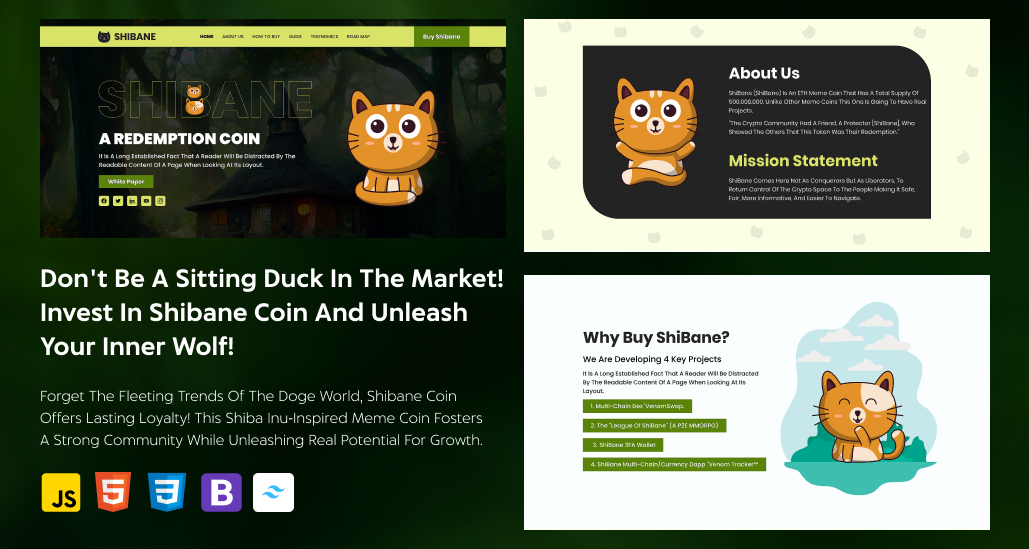 SHIBANE
HOME ABOUT US HOW TO BUY GUIDE TOKENOMICS ROAD MAP
Buy Shibane
SHIBANE
A REDEMPTION COIN
It Is A Long Established Fact That A Reader Will Be Distracted By The
Readable Content Of A Page When Looking At Its Layout.
White Paper
Don't Be A Sitting Duck In The Market!
Invest In Shibane Coin And Unleash
Your Inner Wolf!
Forget The Fleeting Trends Of The Doge World, Shibane Coin
Offers Lasting Loyalty! This Shiba Inu-Inspired Meme Coin Fosters
A Strong Community While Unleashing Real Potential For Growth.
JS
5
3
B
About Us
ShiBane (ShiBane) Is An ETH Meme Coin That Has A Total Supply Of
500,000,000. Unlike Other Meme Coins This One Is Going To Have Real
Projects.
"The Crypto Community Had A Friend, A Protector [ShiBane], Who
Showed The Others That This Token Was Their Redemption."
Mission Statement
ShiBane Comes Here Not As Conquerors But As Liberators, To
Return Control Of The Crypto Space To The People Making It Safe,
Fair, More Informative, And Easier To Navigate.
Why Buy ShiBane?
We Are Developing 4 Key Projects
It Is A Long Established Fact That A Reader Will Be Distracted
By The Readable Content Of A Page When Looking At Its
Layout.
1. Multi-Chain Dex 'VenomSwap.
2. The "League Of ShiBane" (A P2E MMORPG)
3. ShiBane 3FA Wallet
4. ShiBane Multi-Chain/Currency Dapp "Venom Tracker™